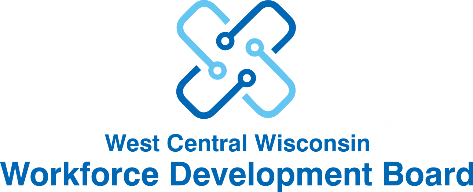 West Central Wisconsin
Workforce Development Board